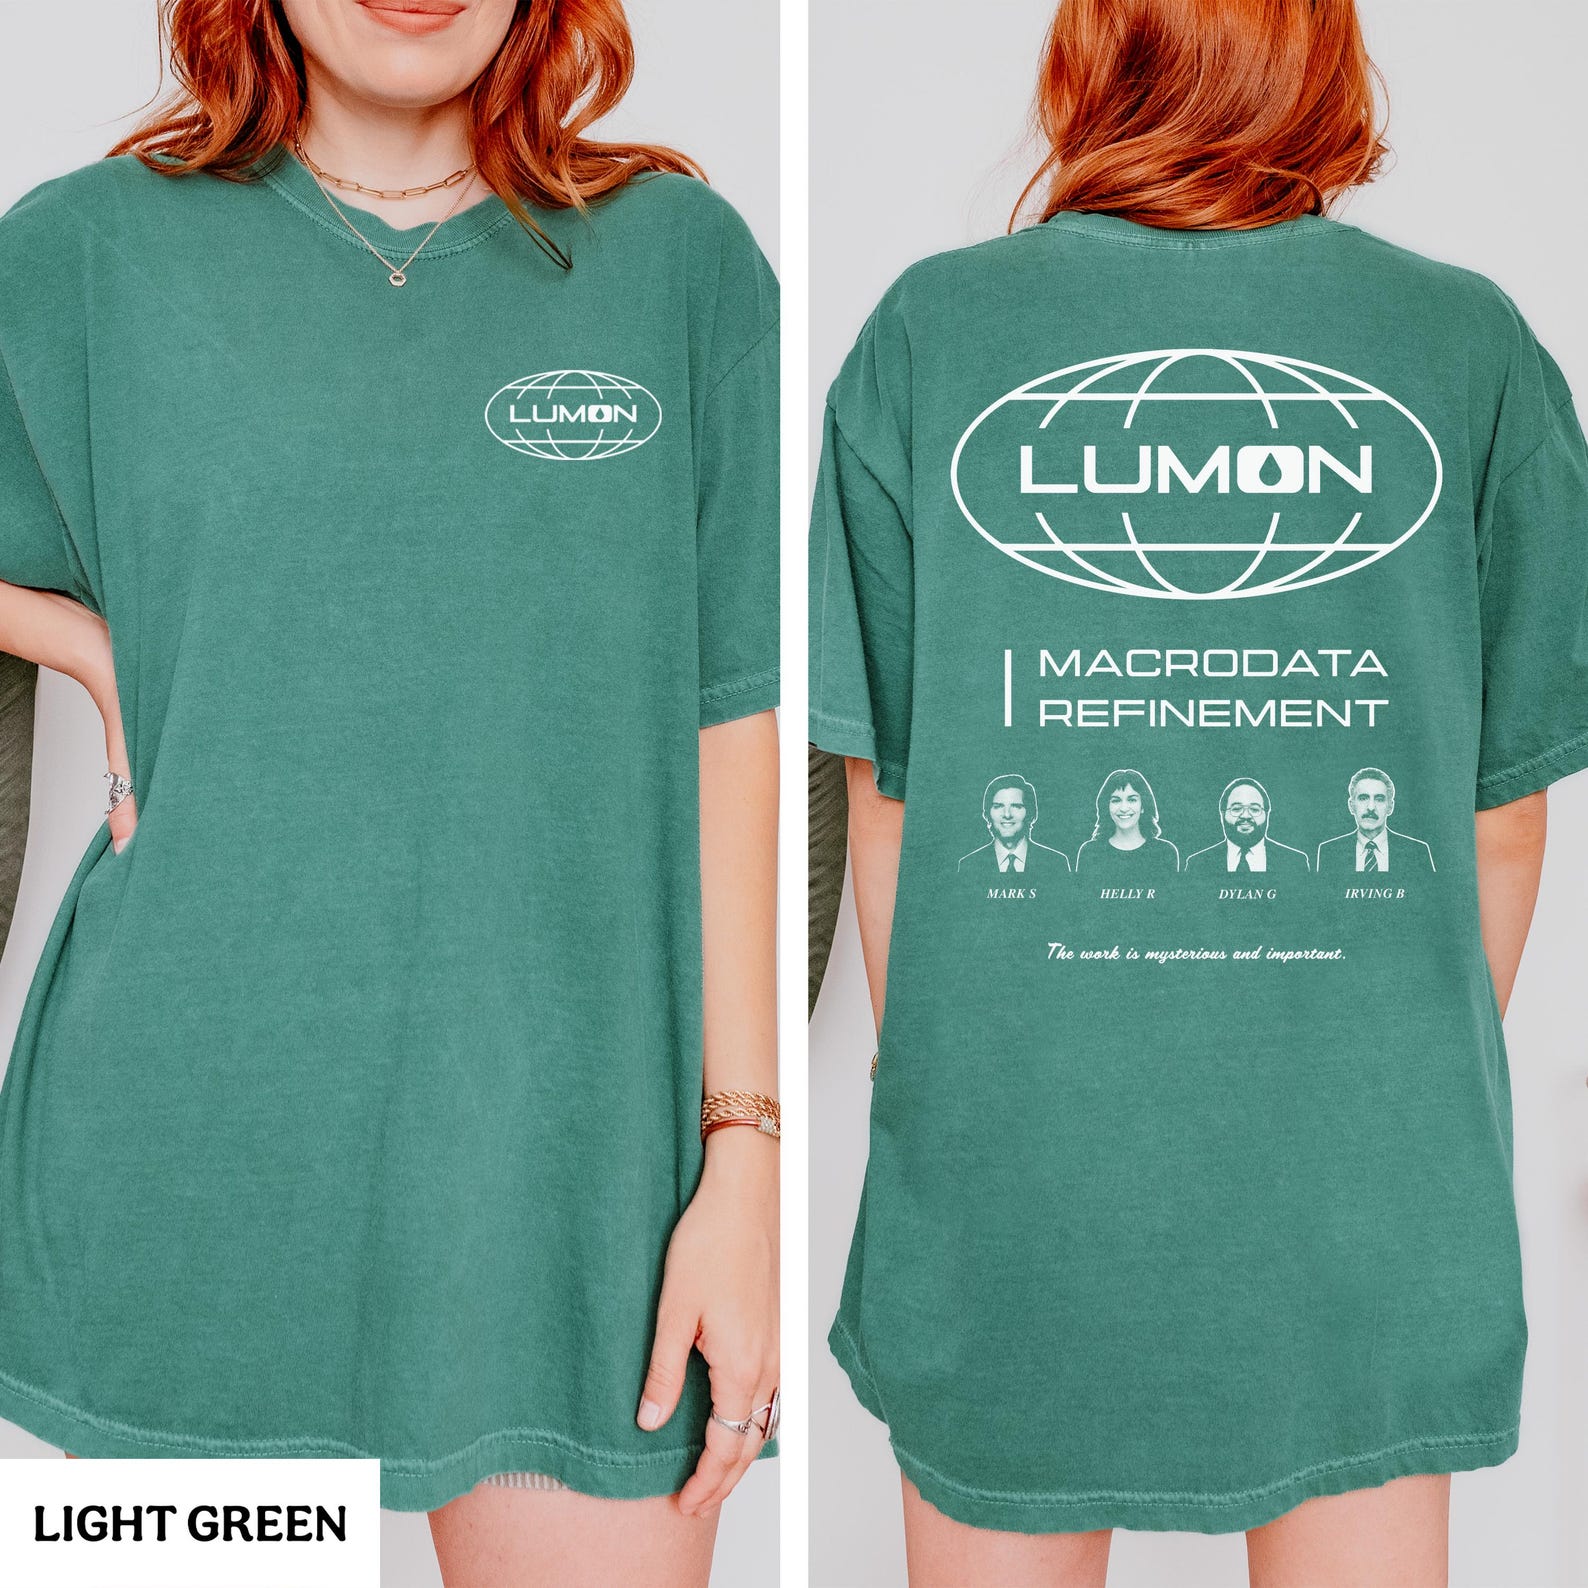 LUMON
LUMON
MACRODATA
REFINEMENT
MARK S
HELLY R
DYLAN G
IRVING B
The work is mysterious and important.
LIGHT GREEN